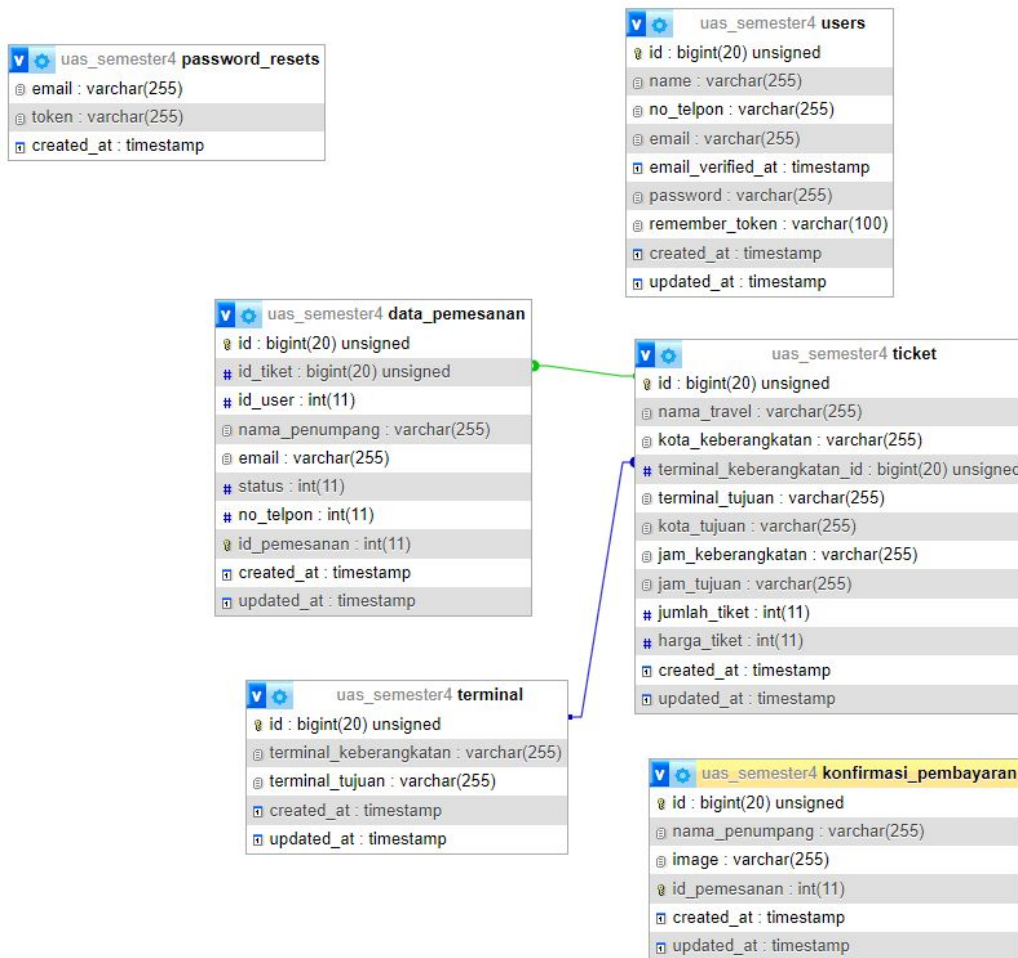 uas_semester4 password_resets
email : varchar(255)
token : varchar(255)
created_at : timestamp
uas_semester4 users
id : bigint(20) unsigned
name : varchar(255)
no_telpon : varchar(255)
email : varchar(255)
email_verified_at : timestamp
password : varchar(255)
remember_token : varchar(100)
created_at : timestamp
updated_at : timestamp
uas_semester4 data_pemesanan
id : bigint(20) unsigned
# id_tiket : bigint(20) unsigned
# id_user : int(11)
nama_penumpang : varchar(255)
email : varchar(255)
# status : int(11)
# no_telpon : int(11)
id_pemesanan : int(11)
created_at : timestamp
updated_at : timestamp
uas_semester4 ticket
id : bigint(20) unsigned
nama_travel : varchar(255)
kota_keberangkatan : varchar(255)
# terminal_keberangkatan_id : bigint(20) unsigned
terminal_tujuan : varchar(255)
kota_tujuan : varchar(255)
jam_keberangkatan : varchar(255)
jam_tujuan : varchar(255)
# jumlah_tiket : int(11)
# harga_tiket : int(11)
created_at : timestamp
updated_at : timestamp
uas_semester4 terminal
id : bigint(20) unsigned
terminal_keberangkatan : varchar(255)
terminal_tujuan : varchar(255)
created_at : timestamp
updated_at : timestamp
uas_semester4 konfirmasi_pembayaran
id : bigint(20) unsigned
nama_penumpang : varchar(255)
image : varchar(255)
id_pemesanan : int(11)
created_at : timestamp
updated_at : timestamp